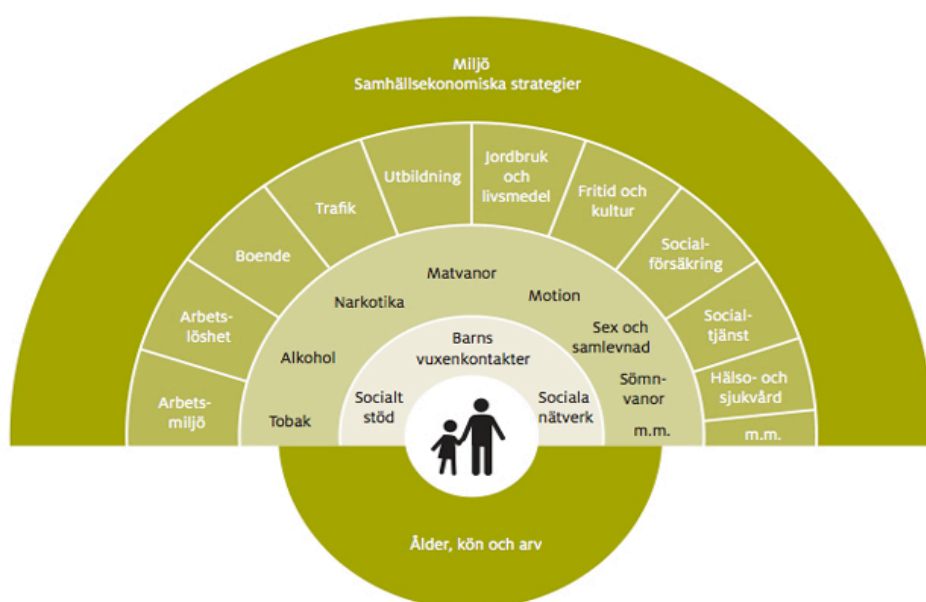 Miljö
Samhällsekonomiska strategier
Arbets-
miljö
Arbets-
löshet
Boende
Trafik
Utbildning
Jordbruk
och
livsmedel
Fritid och
kultur
Social-
försäkring
Social-
tjänst
Hälso- och
sjukvård
m.m.
Tobak
Alkohol
Narkotika
Matvanor
Motion
Sex och
samlevnad
Sömn-
vanor
m.m.
Socialt
stöd
Barns
vuxenkontakter
Sociala
nätverk
Ålder, kön och arv